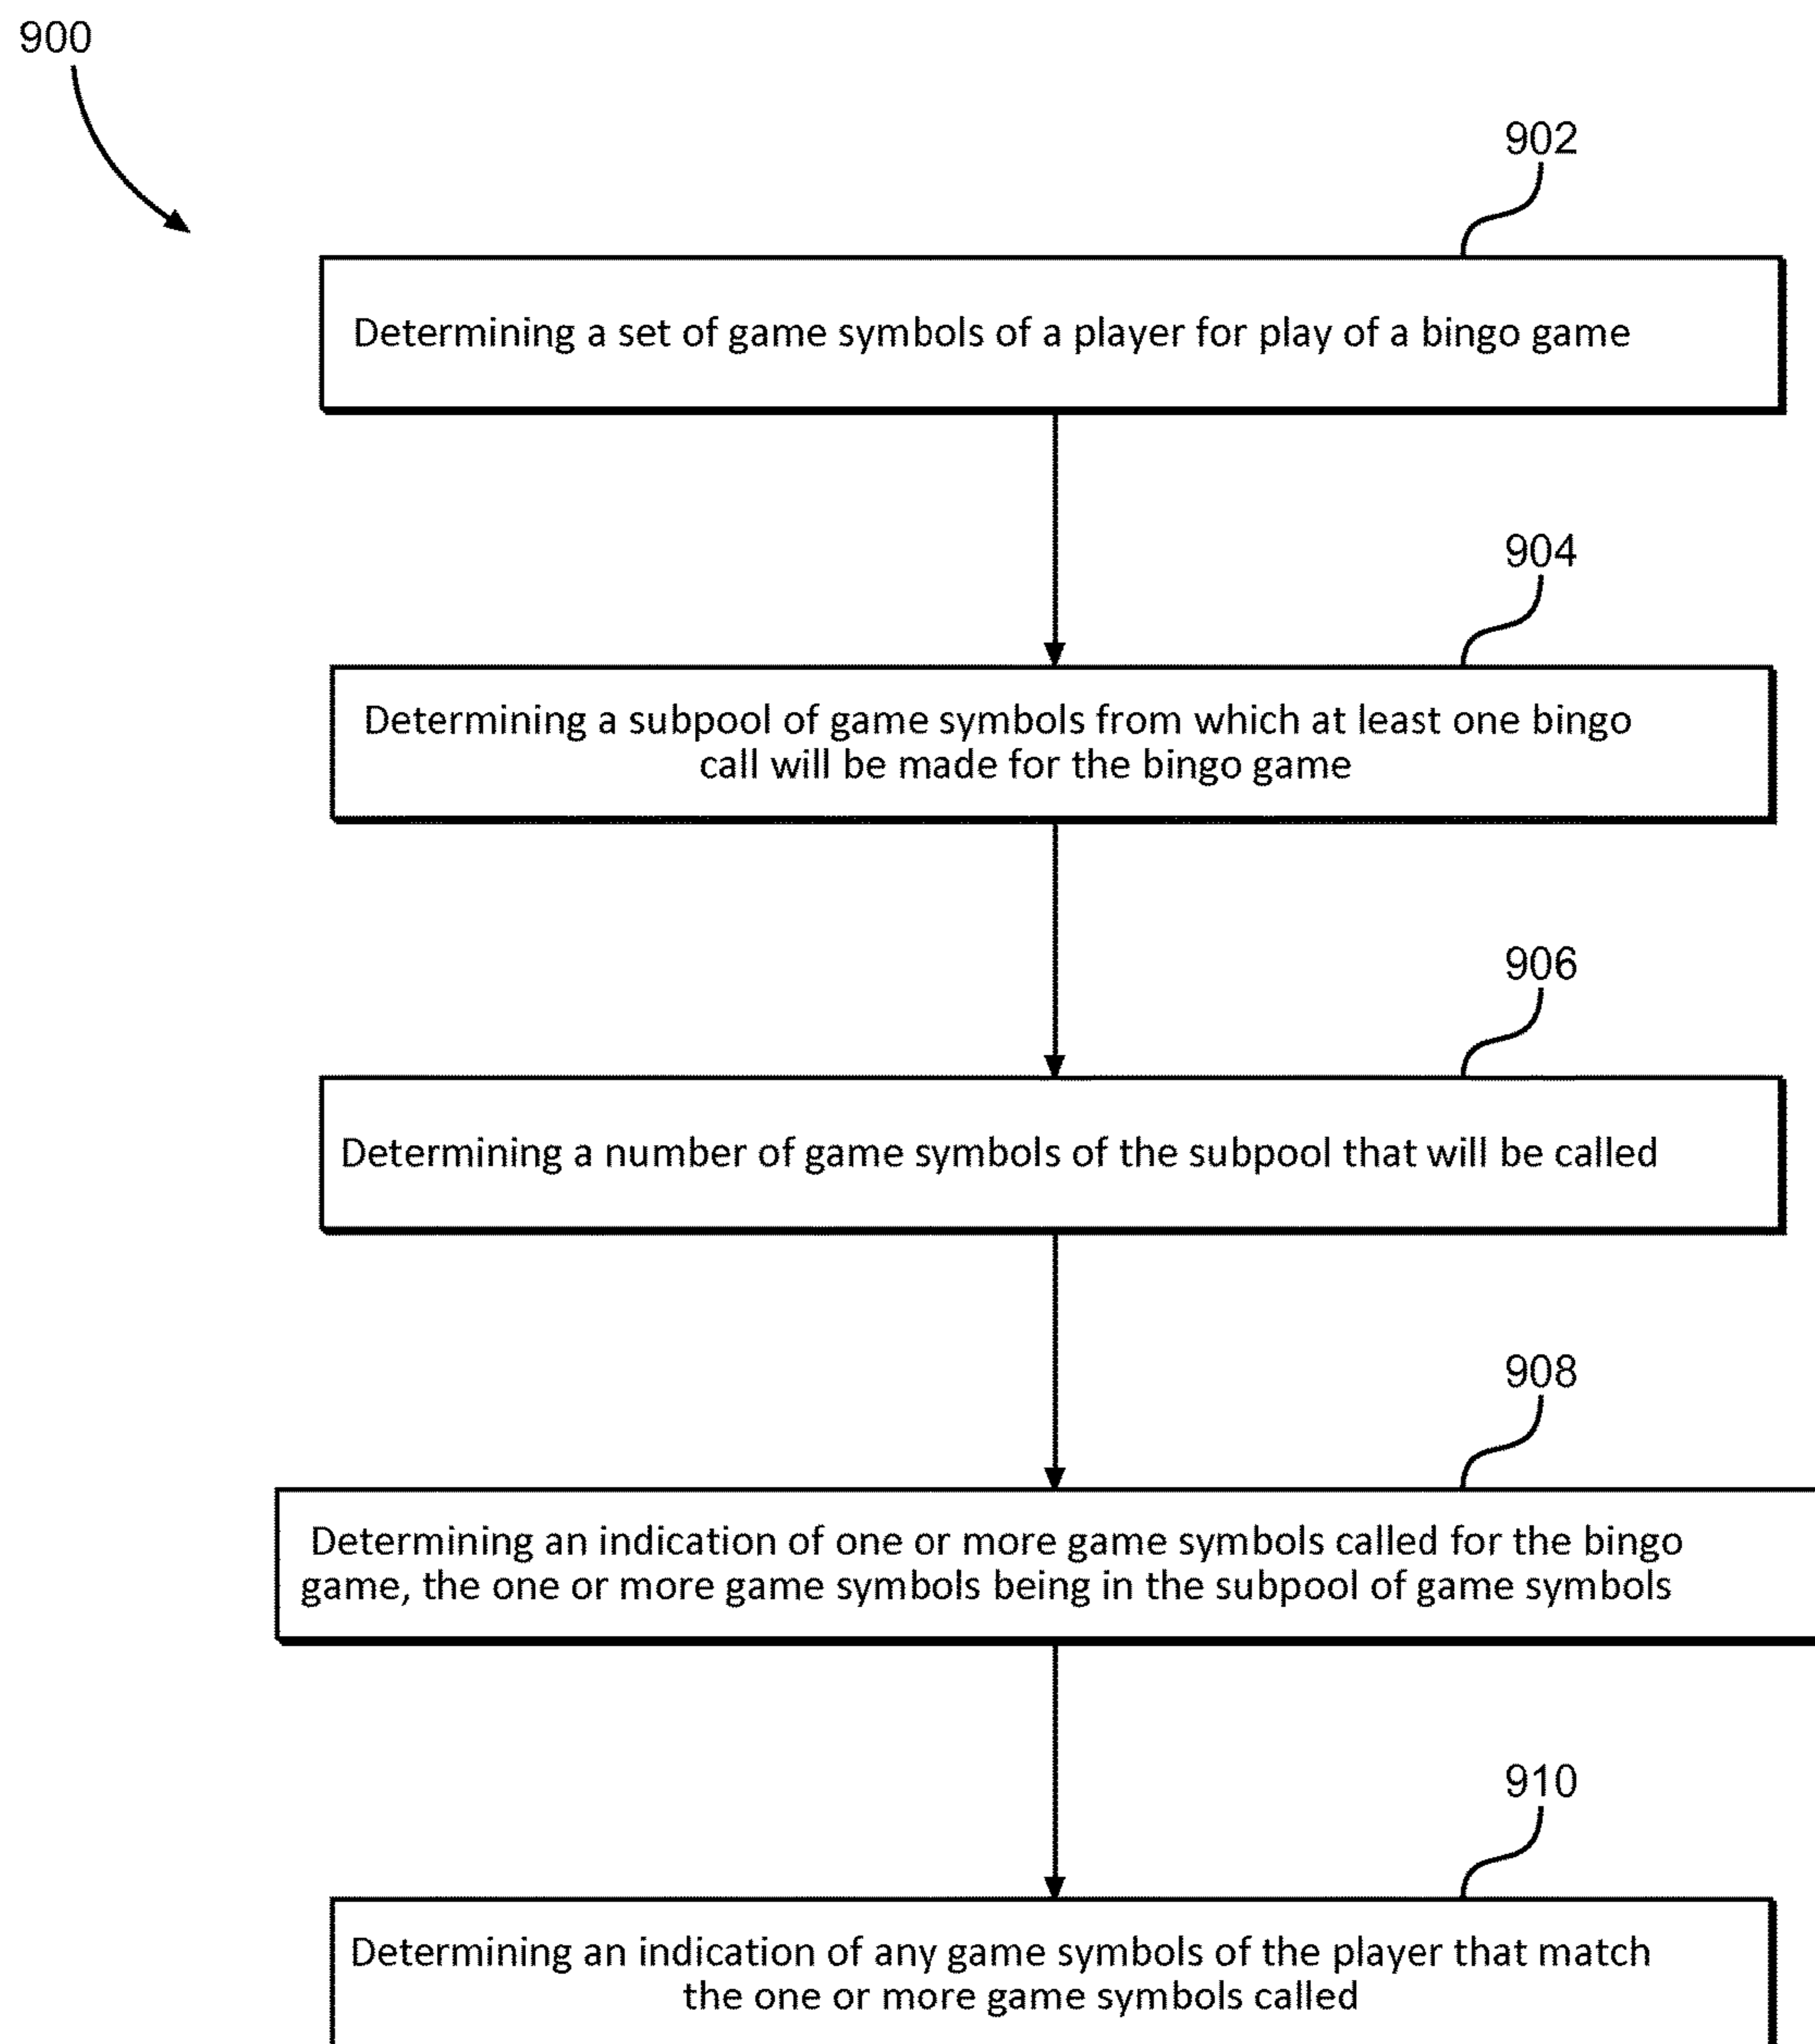 900
902
Determining a set of game symbols of a player for play of a bingo game
904
Determining a subpool of game symbols from which at least one bingo
call will be made for the bingo game
906
Determining a number of game symbols of the subpool that will be called
908
Determining an indication of one or more game symbols called for the bingo
game, the one or more game symbols being in the subpool of game symbols
910
Determining an indication of any game symbols of the player that match
the one or more game symbols called